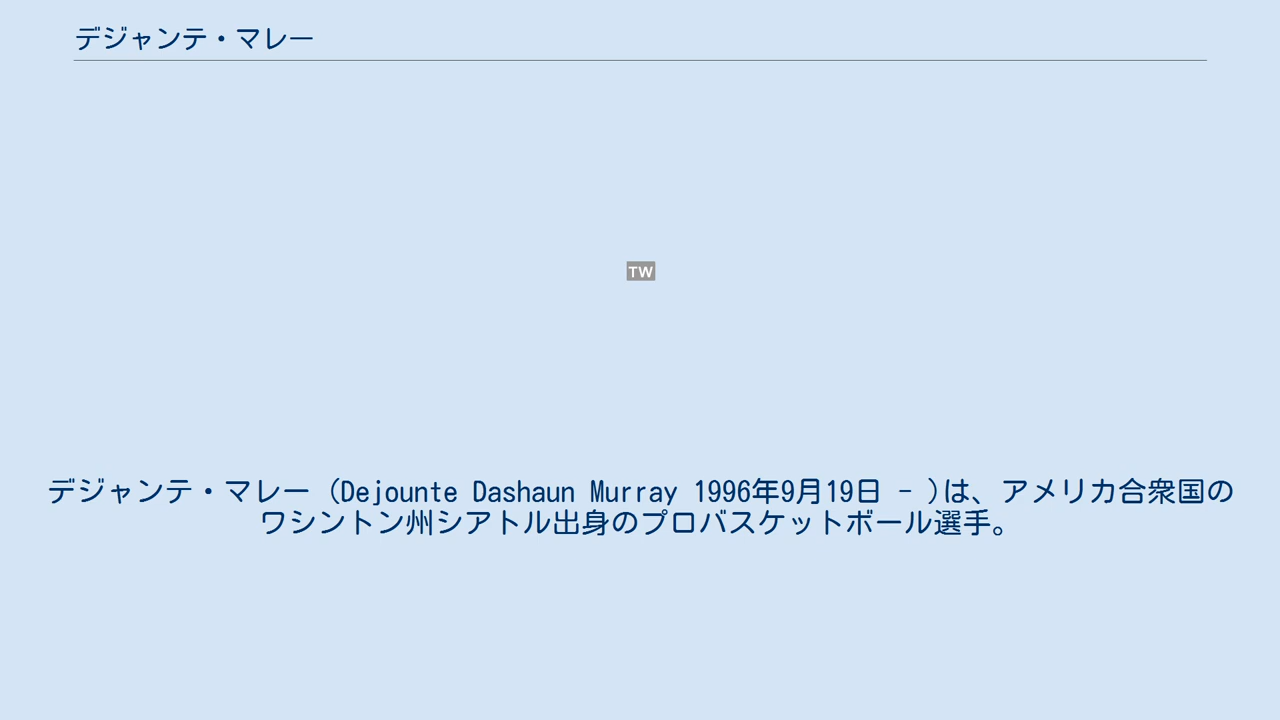 デジャンテ・マレー
TW
デジャンテ・マレー (Dejounte Dashaun Murray 1996年9月19日 - )は、アメリカ合衆国の
ワシントン州シアトル出身のプロバスケットボール選手。